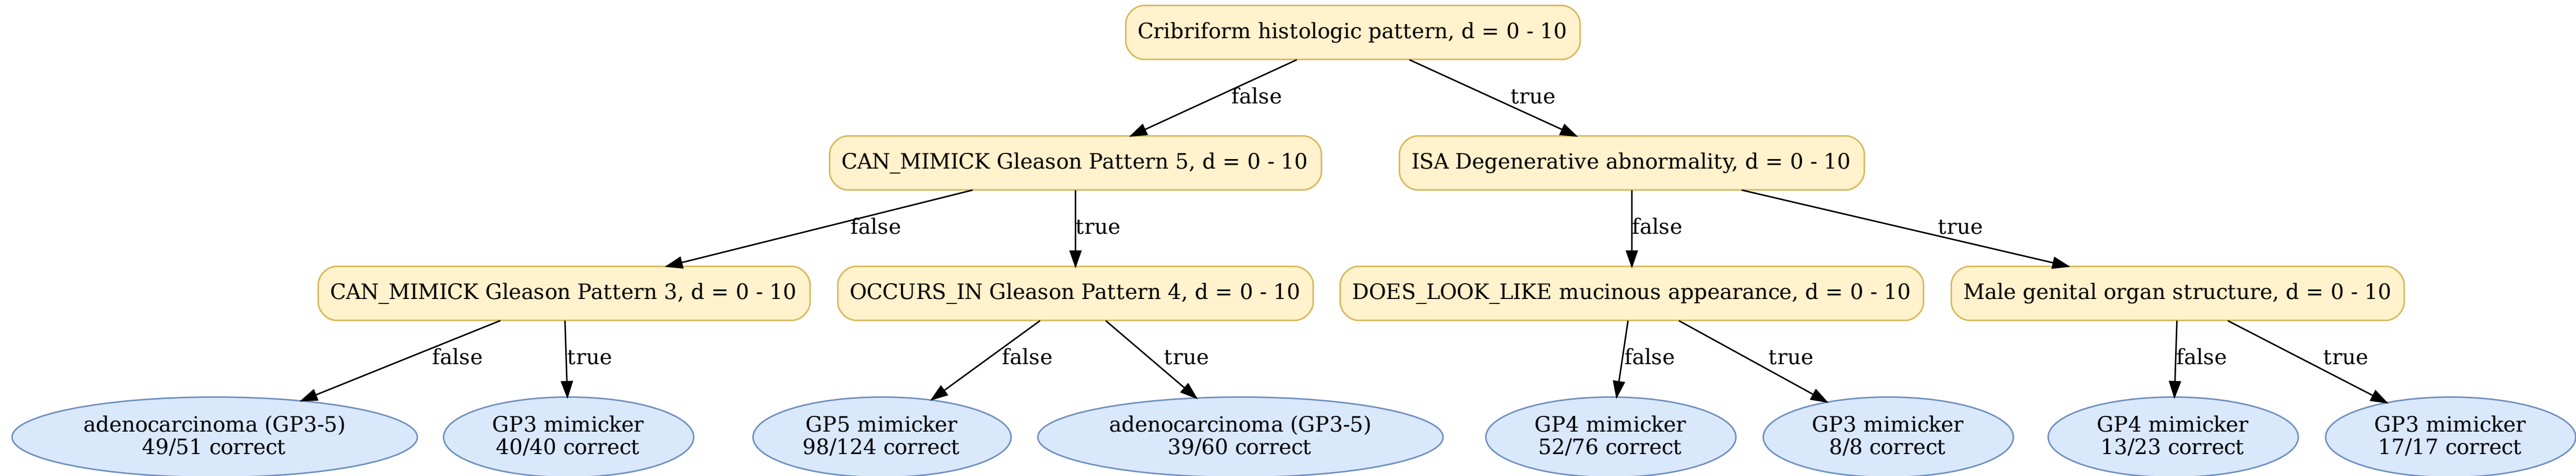 Cribriform histologic pattern, d = 0 - 10
false
true
CAN_MIMICK Gleason Pattern 5, d = 0 - 10
ISA Degenerative abnormality, d = 0 - 10
false
true
false
true
CAN_MIMICK Gleason Pattern 3, d = 0 - 10
OCCURS_IN Gleason Pattern 4, d = 0 - 10
DOES_LOOK_LIKE mucinous appearance, d = 0 - 10
Male genital organ structure, d = 0 - 10
false
true
false
true
false
true
false
true
adenocarcinoma (GP3-5)
49/51 correct
GP3 mimicker
40/40 correct
GP5 mimicker
98/124 correct
adenocarcinoma (GP3-5)
39/60 correct
GP4 mimicker
52/76 correct
GP3 mimicker
8/8 correct
GP4 mimicker
13/23 correct
GP3 mimicker
17/17 correct